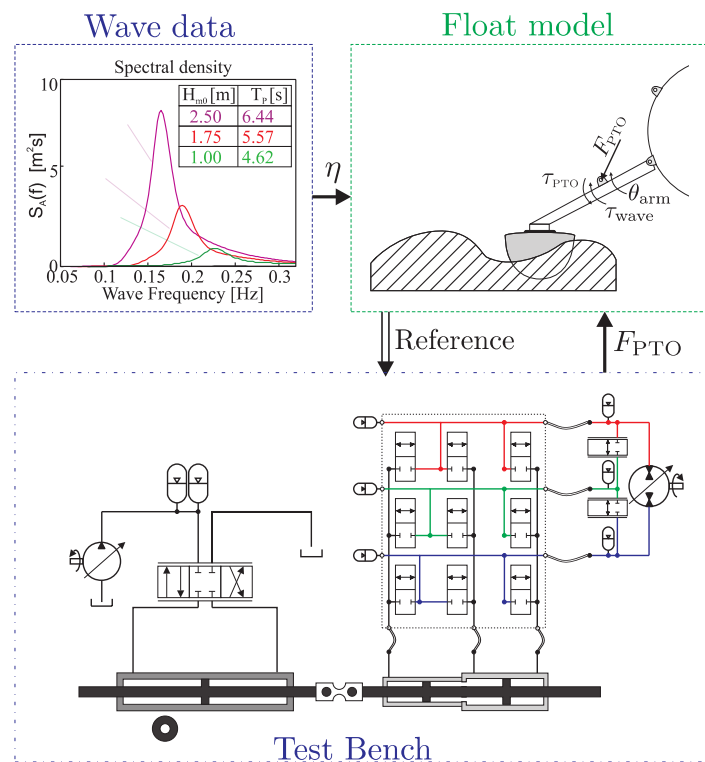 Wave data
Float model
Spectral density
H_m0 [m] T_P [s]
2.50 6.44
1.75 5.57
1.00 4.62
10
5
0
S_A(f) [m²s]
0.05 0.1 0.15 0.2 0.25 0.3
Wave Frequency [Hz]
η
F_PTO
τ_PTO
θ_arm
τ_wave
Reference
F_PTO
Test Bench